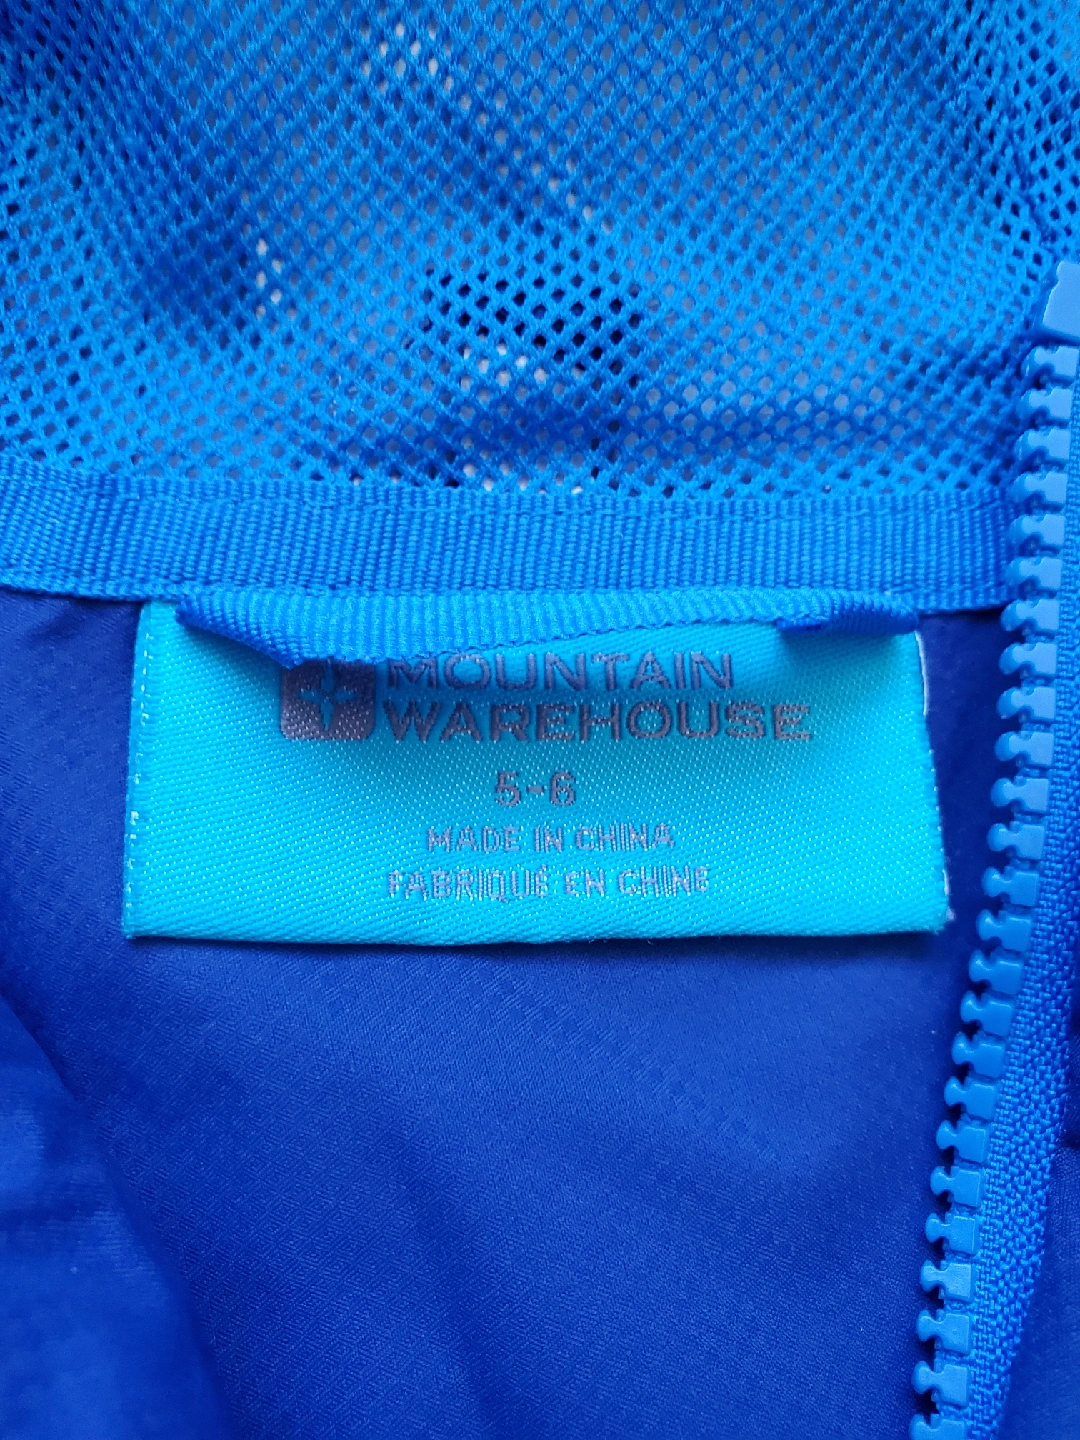 MOUNTAIN
WAREHOUSE
5-6
MADE IN CHINA
FABRIQUÉ EN CHINE